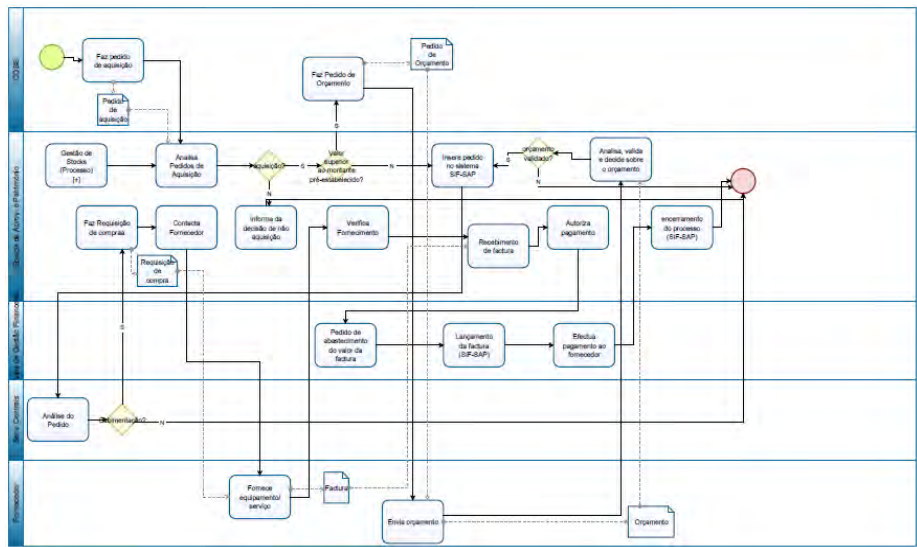 Faz pedido
de aquisição
Pedido
de
aquisição
Faz Pedido de
Orçamento
Pedido
de
Orçamento
Gestão de
Stocks
(Processo)
[+]
Analisa
Pedidos de
Aquisição
aquisição?
S
Valor
superior
ao montante
pré-estabelecido?
S
N
N
Insere pedido
no sistema
SIF-SAP
S
orçamento
validado?
N
Analisa, valida
e decide sobre
o orçamento
Informa da
decisão de não
aquisição
Faz Requisição
de compras
Contacta
Fornecedor
Requisição
de
compra
Verifica
Fornecimento
Recebimento
de factura
Autoriza
pagamento
encerramento
do processo
(SIF-SAP)
S
Pedido de
abastecimento
do valor da
factura
Lançamento
da factura
(SIF-SAP)
Efectua
pagamento ao
fornecedor
Análise do
Pedido
N
Fornecedor
Fornece
equipamento/
serviço
Factura
Envia orçamento
Orçamento